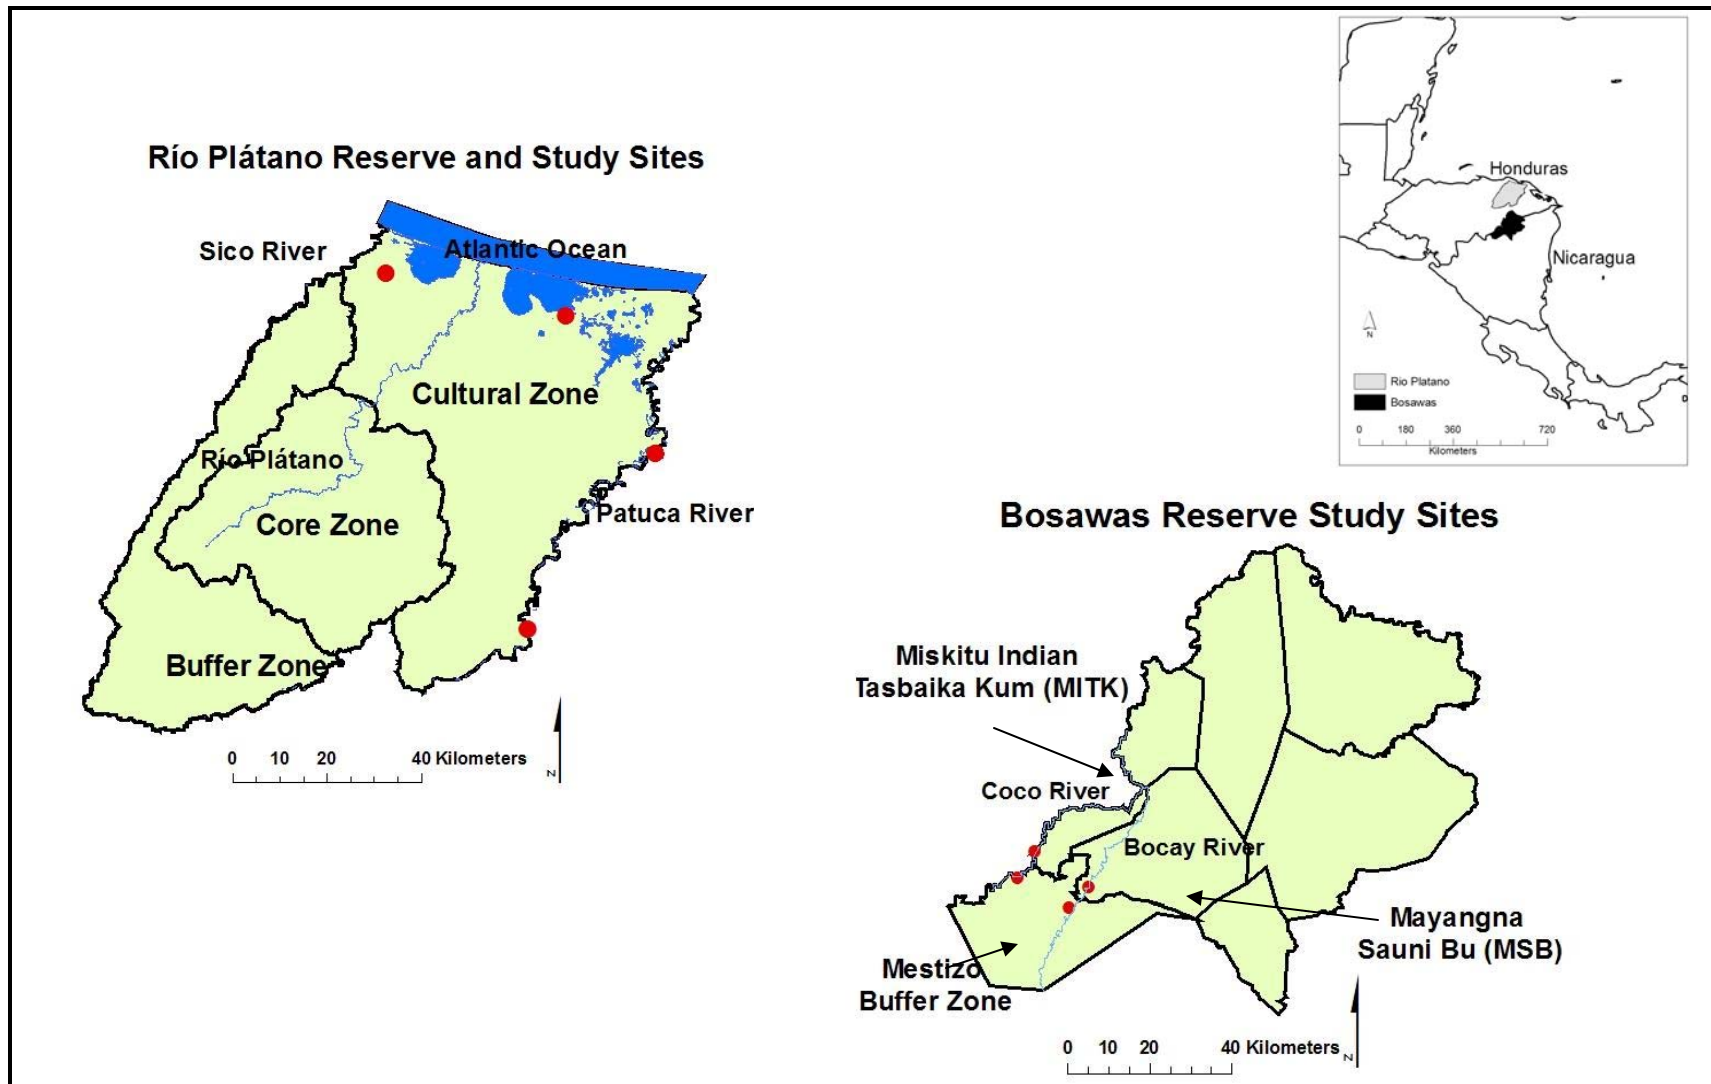 Río Plátano Reserve and Study Sites
Sico River
Atlantic Ocean
Cultural Zone
Río Plátano
Core Zone
Patuca River
Buffer Zone
0 10 20 40 Kilometers
N
Honduras
Nicaragua
N
Rio Platano
Bosawas
0 180 360 720
Kilometers
Bosawas Reserve Study Sites
Miskitu Indian
Tasbaika Kum (MITK)
Coco River
Bocay River
Mayangna
Sauni Bu (MSB)
Mestizo
Buffer Zone
0 10 20 40 Kilometers
N